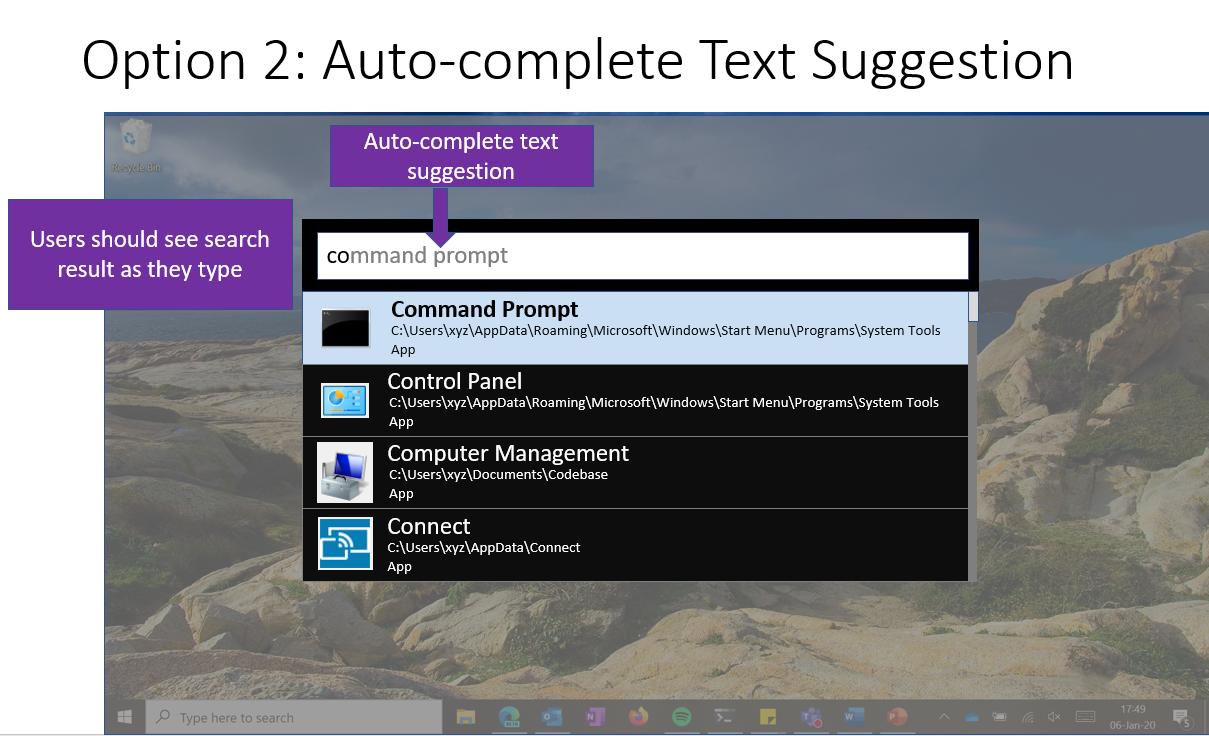 Option 2: Auto-complete Text Suggestion
Recycle Bin
Auto-complete text
suggestion
Users should see search
result as they type
command prompt
Command Prompt
C:\Users\xyz\AppData\Roaming\Microsoft\Windows\Start Menu\Programs\System Tools
App
Control Panel
C:\Users\xyz\AppData\Roaming\Microsoft\Windows\Start Menu\Programs\System Tools
App
Computer Management
C:\Users\xyz\Documents\Codebase
App
Connect
C:\Users\xyz\AppData\Connect
App
Type here to search
17:49
06-Jan-20
5